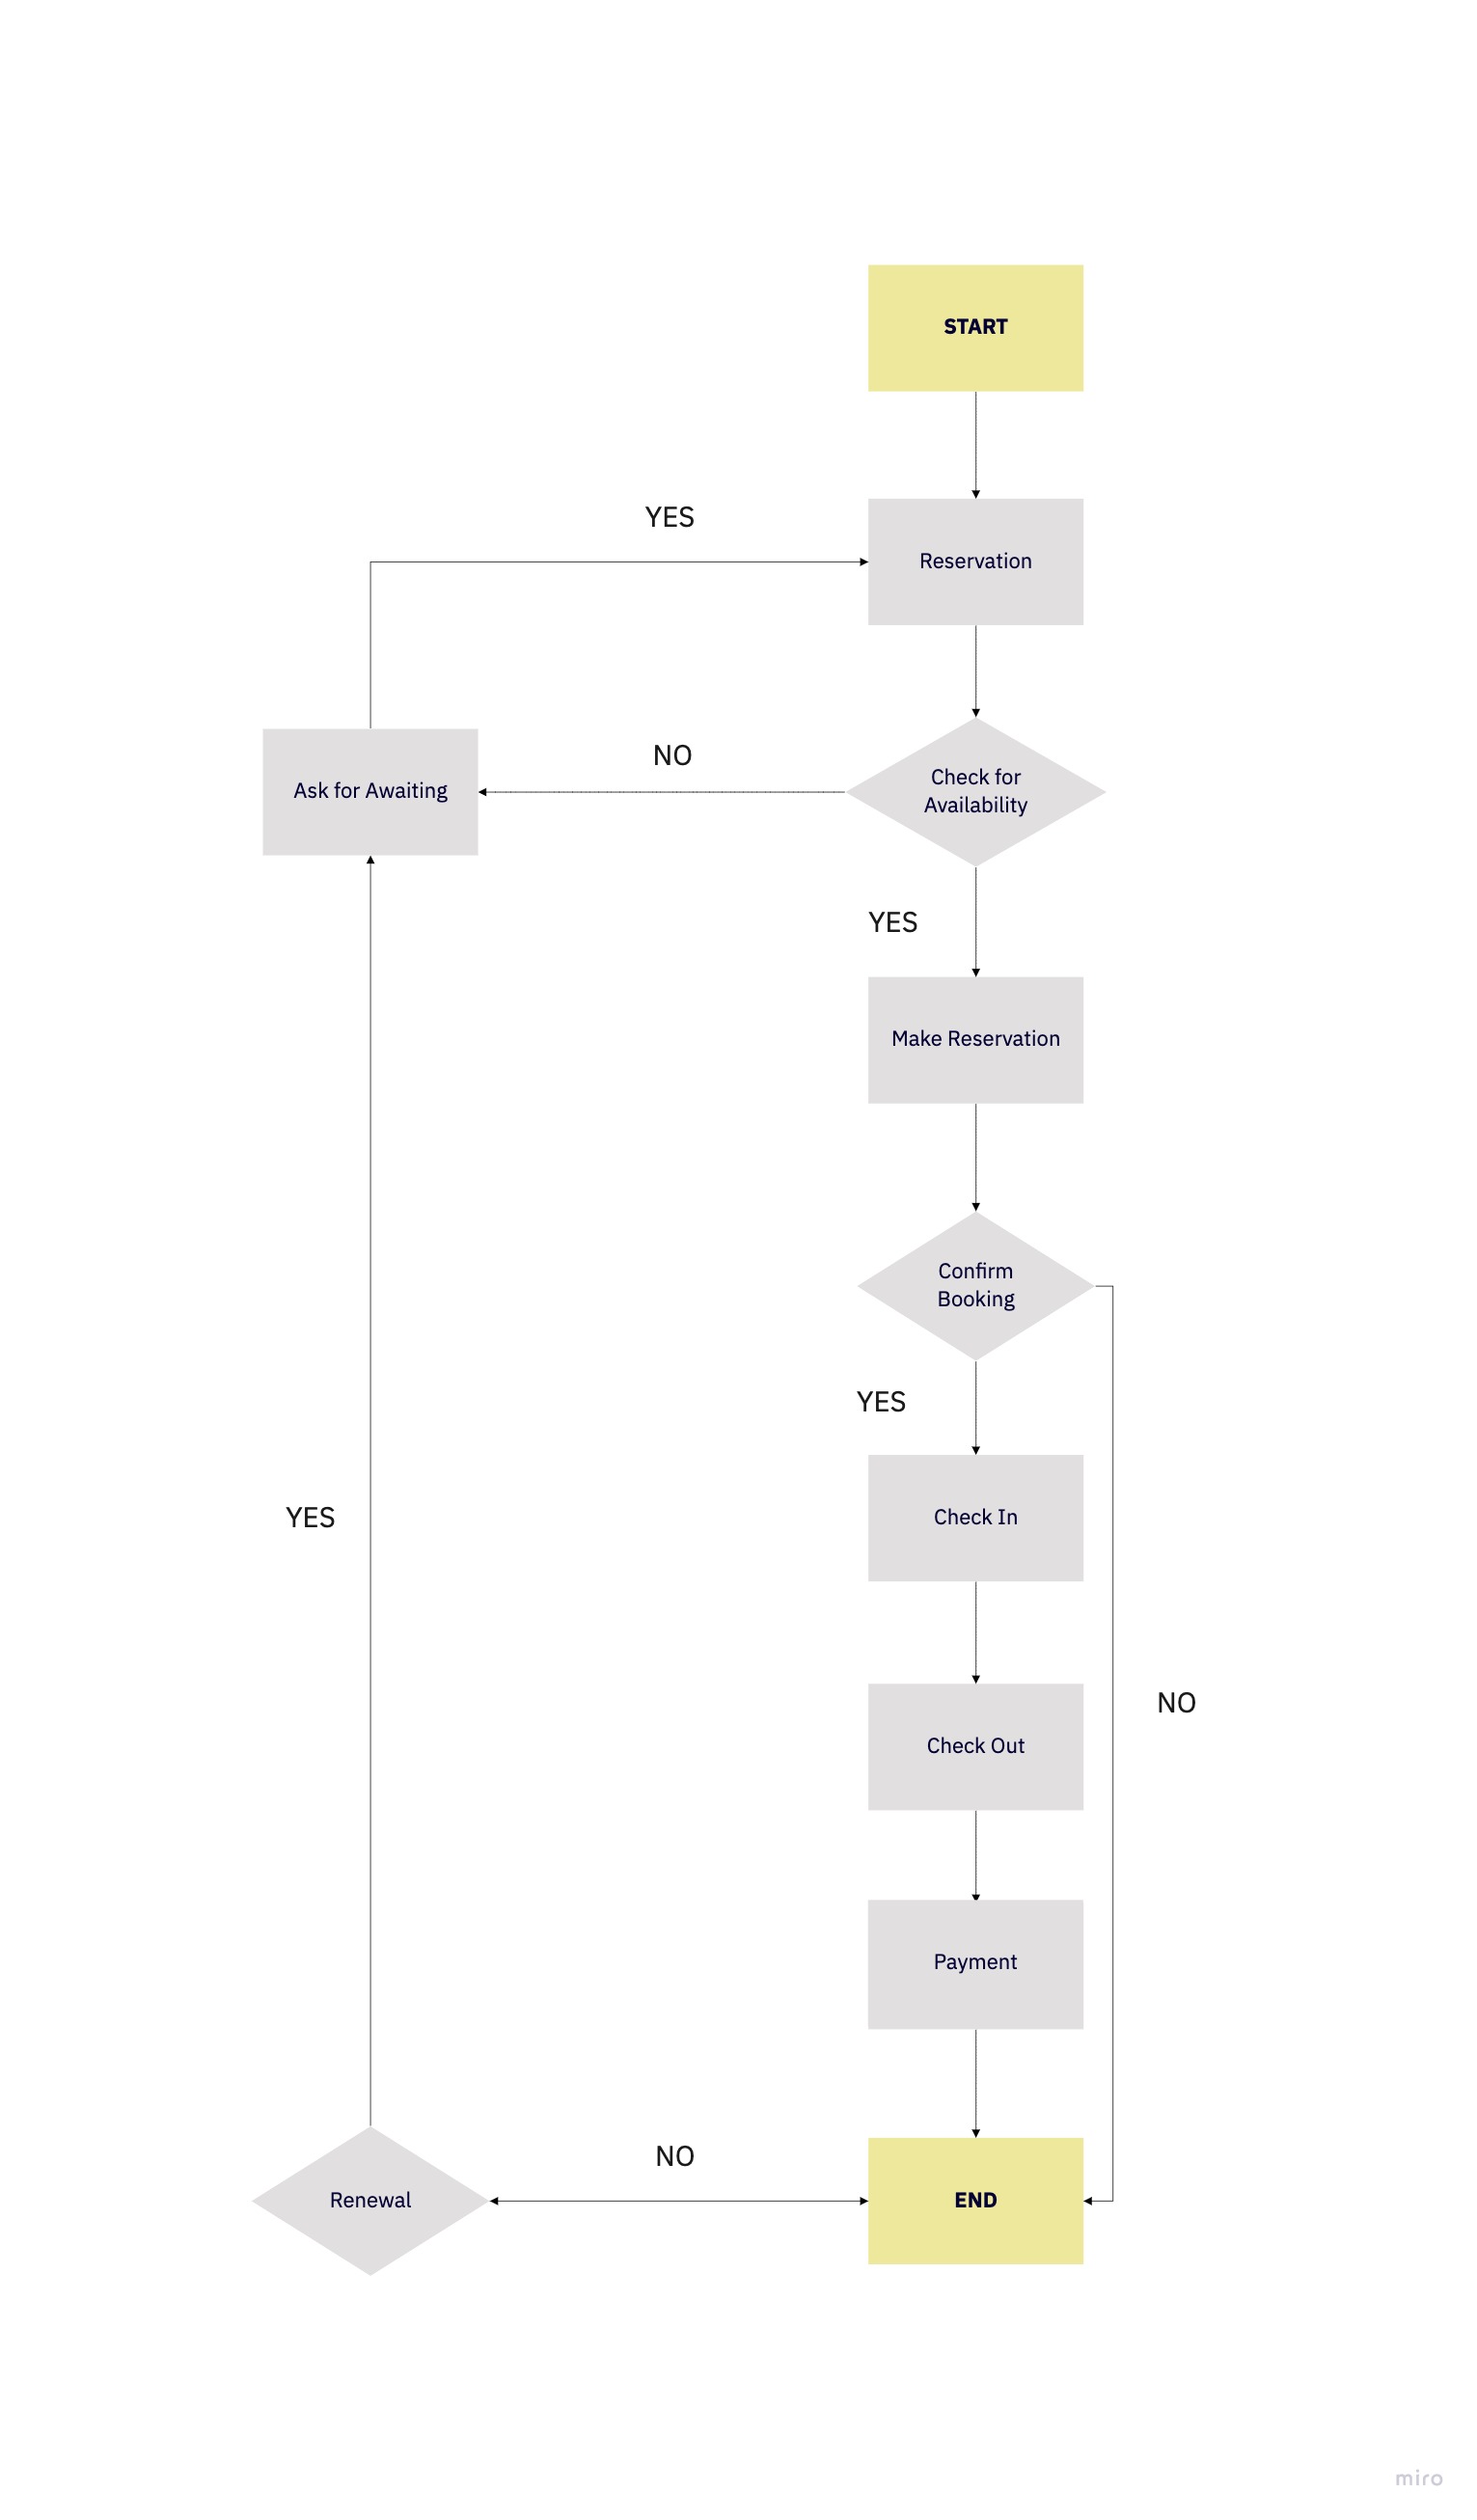 START
YES
Reservation
NO
Ask for Awaiting
Check for
Availability
YES
Make Reservation
Confirm
Booking
YES
YES
Check In
NO
Check Out
Payment
NO
Renewal
END
miro